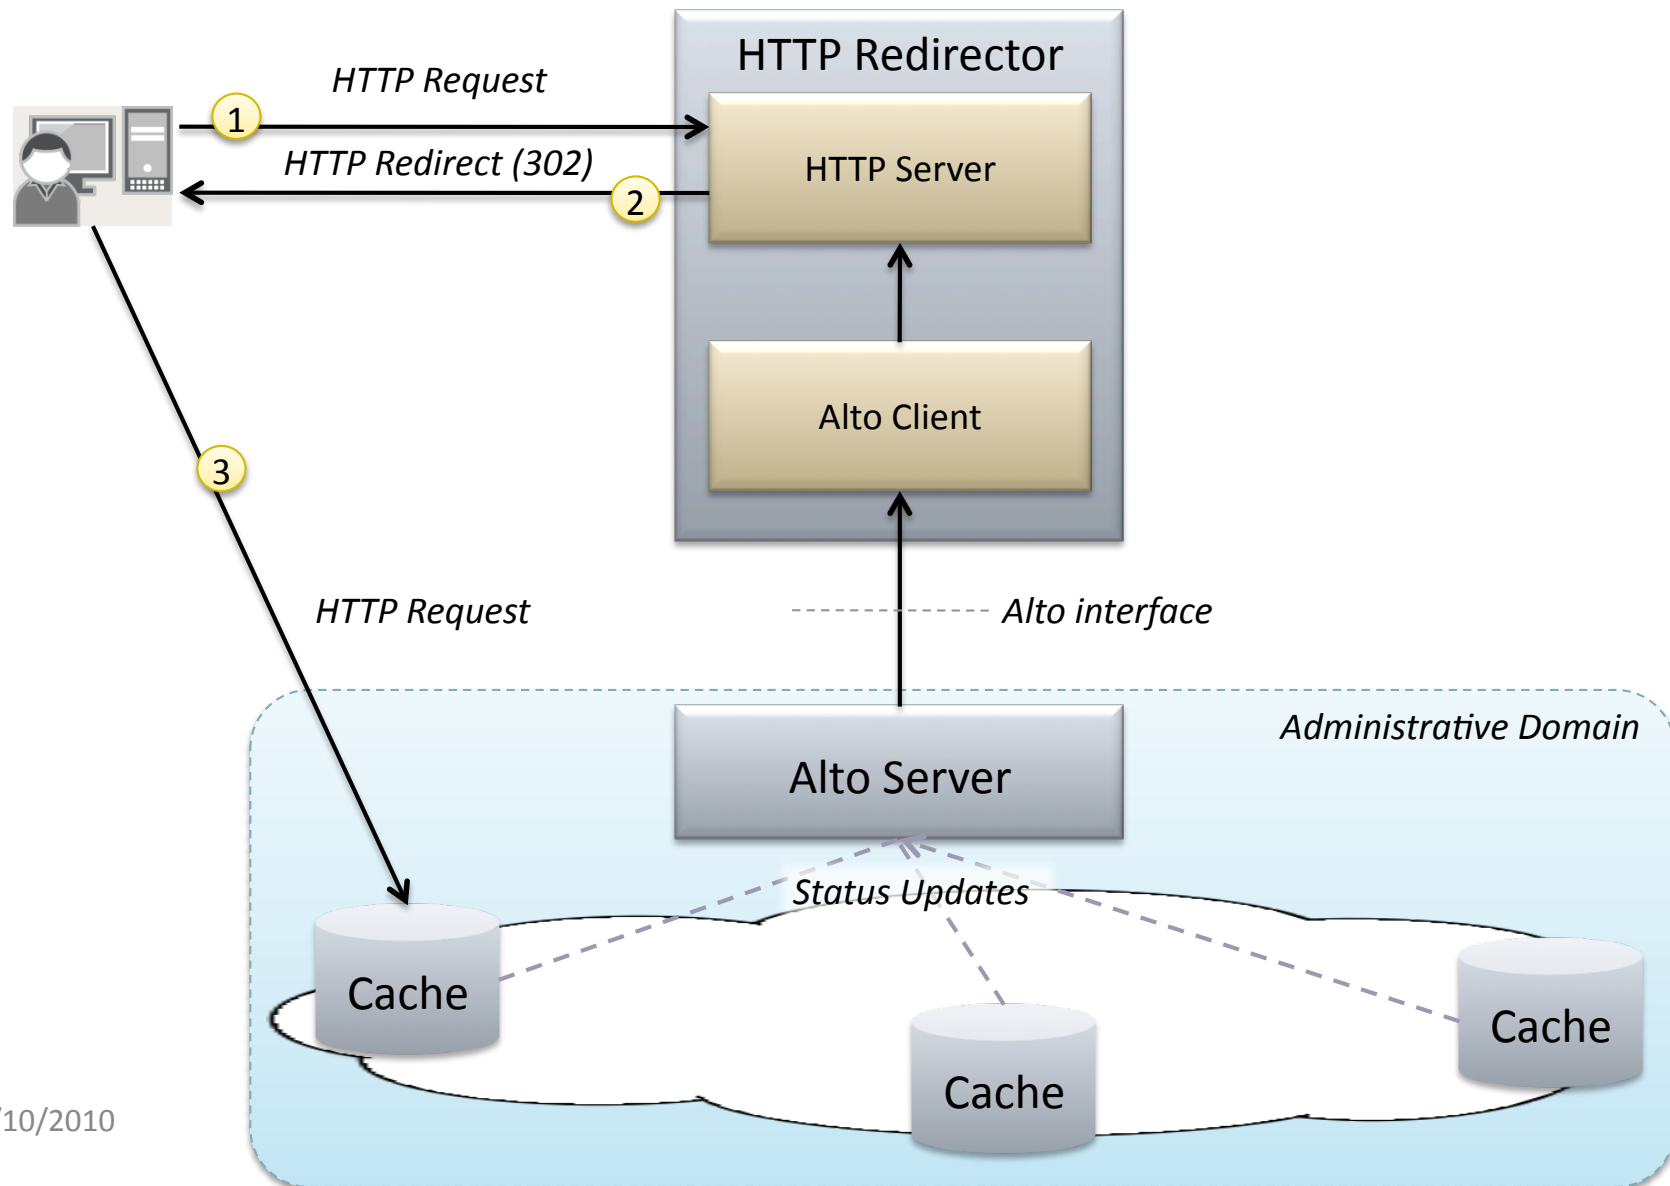 HTTP Redirector
HTTP Request
1
HTTP Redirect (302)
2
HTTP Server
Alto Client
3
HTTP Request
Alto interface
Administrative Domain
Alto Server
Status Updates
Cache
Cache
Cache
/10/2010